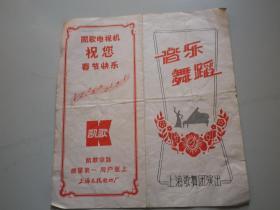 凯歌电视机
祝您
春节快乐
凯歌
凯歌宗旨
质量第一 用户至上
上海无线电四厂
音乐
舞蹈
上海歌舞团演出